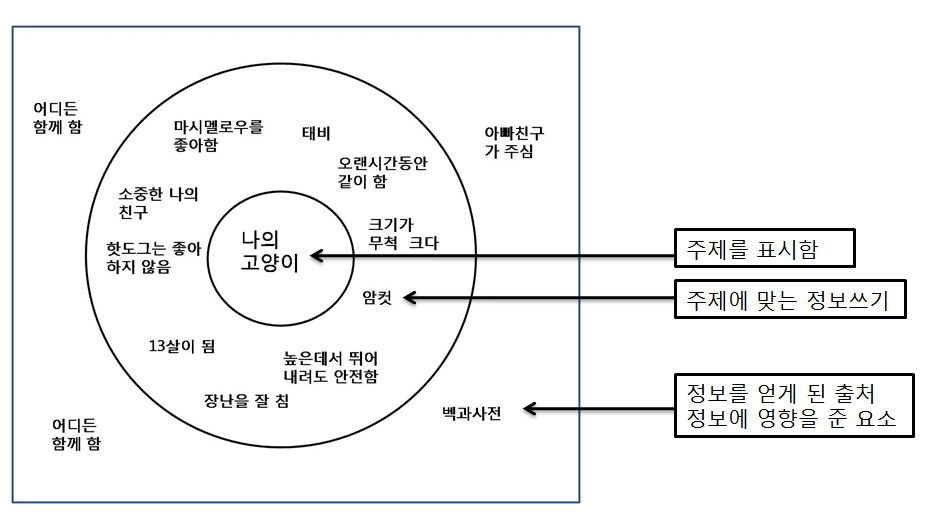 어디든
함께 함
마시멜로우를
좋아함
태비
아빠친구
가 주심
오랜시간동안
같이 함
소중한 나의
친구
크기가
무척 크다
나의
고양이
핫도그는 좋아
하지 않음
암컷
13살이 됨
높은데서 뛰어
내려도 안전함
장난을 잘 침
어디든
함께 함
벡과사전
주제를 표시함
주제에 맞는 정보쓰기
정보를 얻게 된 출처
정보에 영향을 준 요소